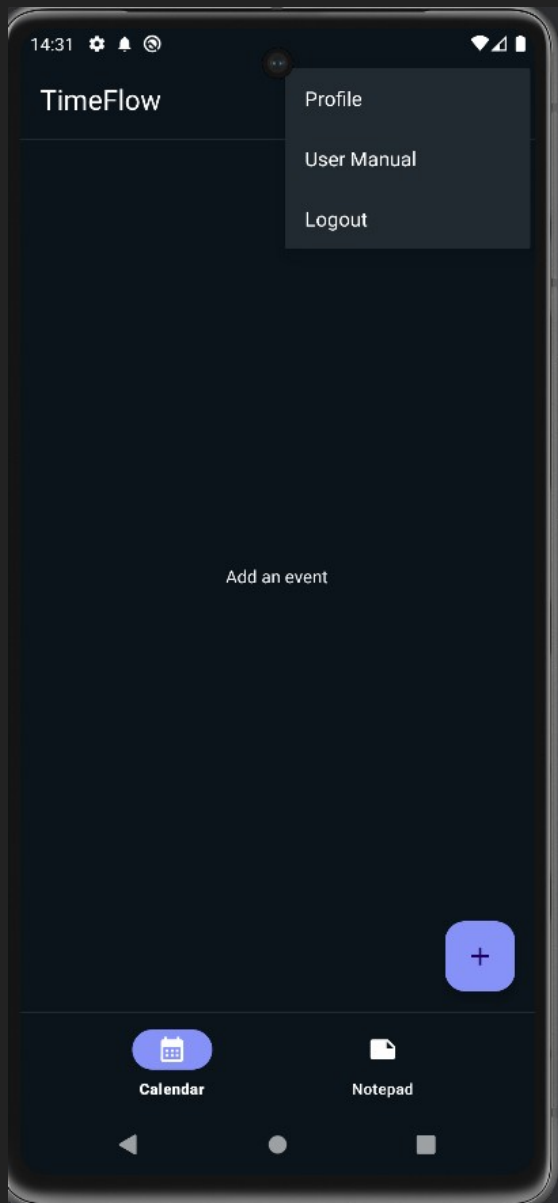 14:31
TimeFlow
Profile
User Manual
Logout
Add an event
+
Calendar
Notepad